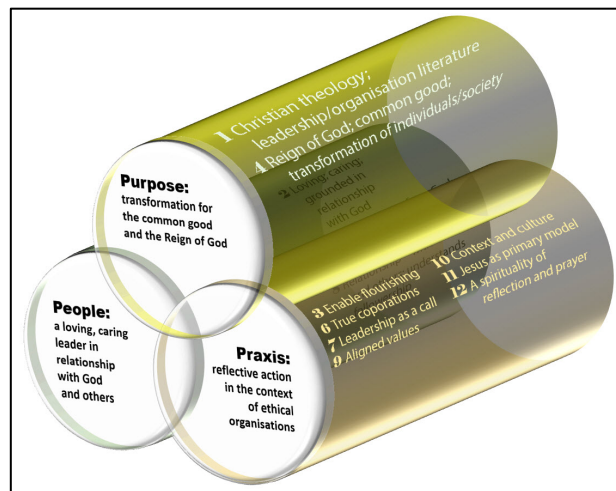 1 Christian theology;
leadership/organisation literature
4 Reign of God; common good;
transformation of individuals/society
2 Loving, caring,
grounded in
relationship
with God
Purpose:
transformation for
the common good
and the Reign of God
People:
a loving, caring
leader in
relationship
with God
and others
Praxis:
reflective action
in the context
of ethical
organisations
3 Enable flourishing
6 True coporations
7 Leadership as a call
9 Aligned values
10 Context and culture
11 Jesus as primary model
12 A spirituality of
reflection and prayer